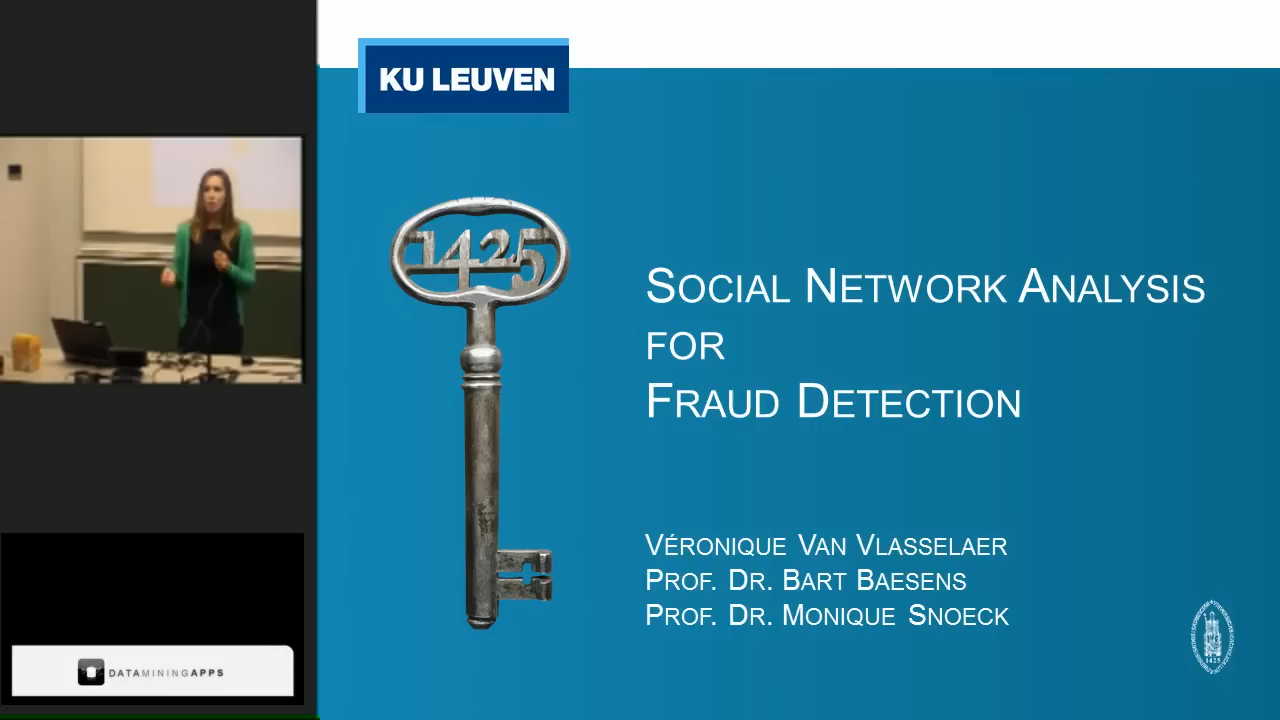 KU LEUVEN
1425
SOCIAL NETWORK ANALYSIS
FOR
FRAUD DETECTION
VÉRONIQUE VAN VLASSELAER
PROF. DR. BART BAESENS
PROF. DR. MONIQUE SNOECK
1425
DATAMININGAPPS